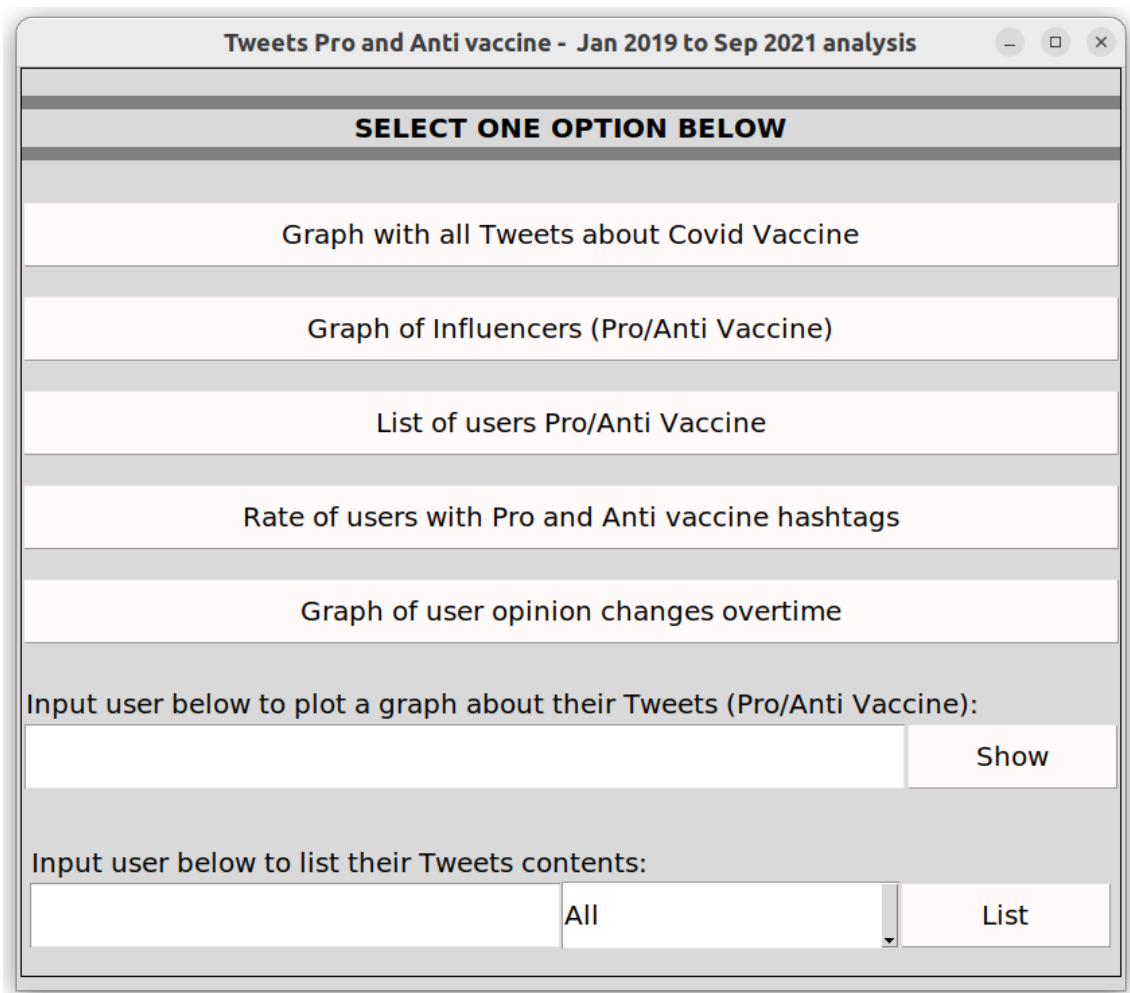 Tweets Pro and Anti vaccine -  Jan 2019 to Sep 2021 analysis
SELECT ONE OPTION BELOW
Graph with all Tweets about Covid Vaccine
Graph of Influencers (Pro/Anti Vaccine)
List of users Pro/Anti Vaccine
Rate of users with Pro and Anti vaccine hashtags
Graph of user opinion changes overtime
Input user below to plot a graph about their Tweets (Pro/Anti Vaccine):
Show
Input user below to list their Tweets contents:
All List